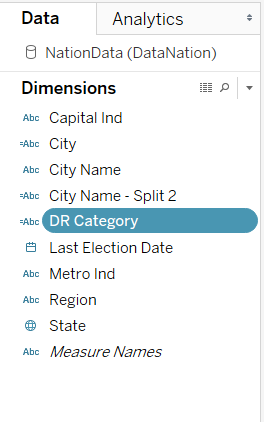 Data Analytics
NationData (DataNation)
Dimensions
Abc Capital Ind
=Abc City
Abc City Name
=Abc City Name - Split 2
=Abc DR Category
Last Election Date
Abc Metro Ind
Abc Region
State
Abc Measure Names